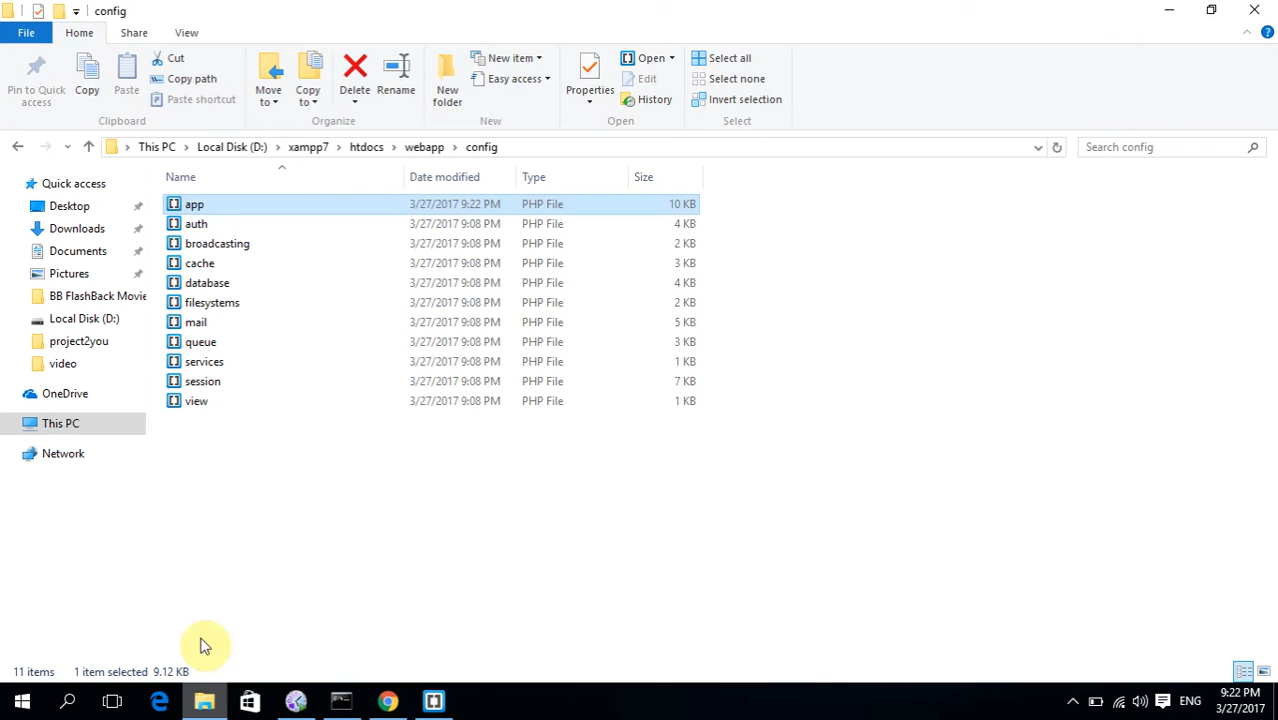 config
File
Home
Share
View
Pin to Quick
access
Copy
Paste
Cut
Copy path
Paste shortcut
Clipboard
Move
to
Copy
to
Delete
Rename
Organize
New
folder
New item
Easy access
New
Properties
Open
Edit
History
Open
Select all
Select none
Invert selection
Select
This PC
Local Disk (D:)
xampp7
htdocs
webapp
config
Search config
Name
Date modified
Type
Size
Quick access
Desktop
Downloads
Documents
Pictures
BB FlashBack Movie
Local Disk (D:)
project2you
video
OneDrive
This PC
Network
app 3/27/2017 9:22 PM PHP File 10 KB
auth 3/27/2017 9:08 PM PHP File 4 KB
broadcasting 3/27/2017 9:08 PM PHP File 2 KB
cache 3/27/2017 9:08 PM PHP File 3 KB
database 3/27/2017 9:08 PM PHP File 4 KB
filesystems 3/27/2017 9:08 PM PHP File 2 KB
mail 3/27/2017 9:08 PM PHP File 5 KB
queue 3/27/2017 9:08 PM PHP File 3 KB
services 3/27/2017 9:08 PM PHP File 1 KB
session 3/27/2017 9:08 PM PHP File 7 KB
view 3/27/2017 9:08 PM PHP File 1 KB
11 items 1 item selected 9.12 KB
ENG
9:22 PM
3/27/2017